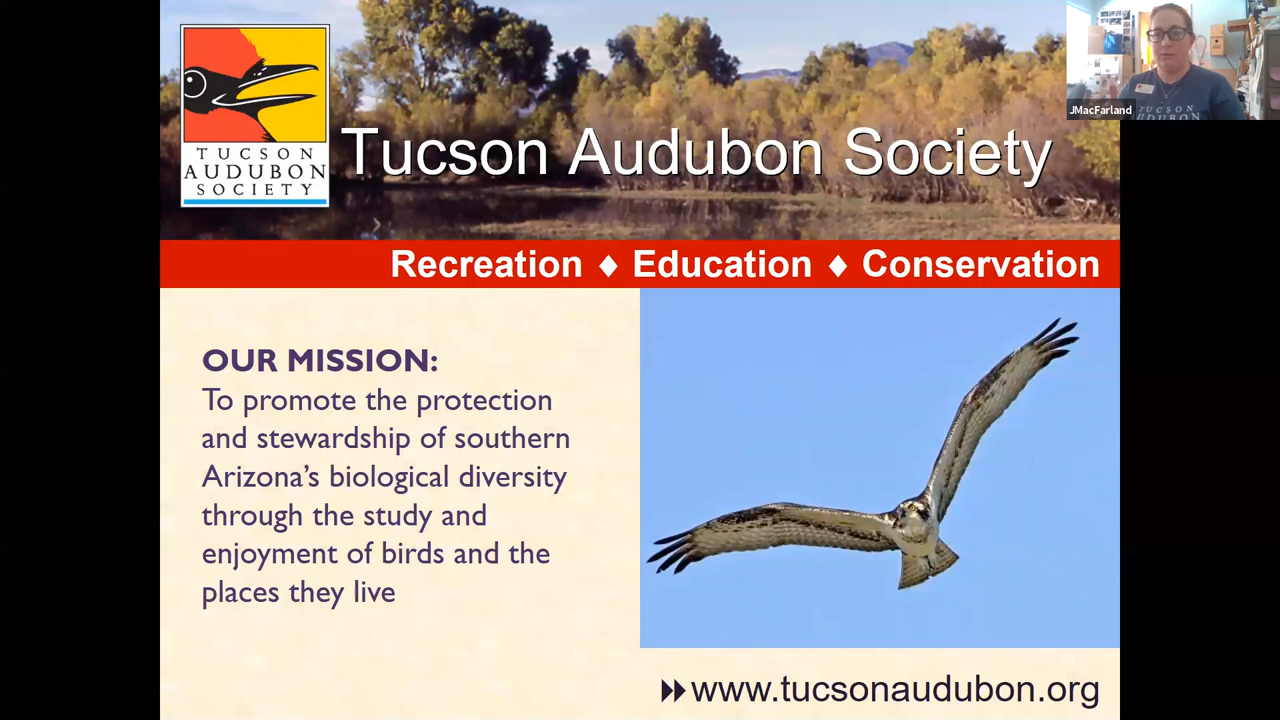 TUCSON
AUDUBON
SOCIETY
Tucson Audubon Society
JMacFarland
TUCSON
Recreation ♦ Education ♦ Conservation
OUR MISSION:
To promote the protection
and stewardship of southern
Arizona’s biological diversity
through the study and
enjoyment of birds and the
places they live
www.tucsonaudubon.org